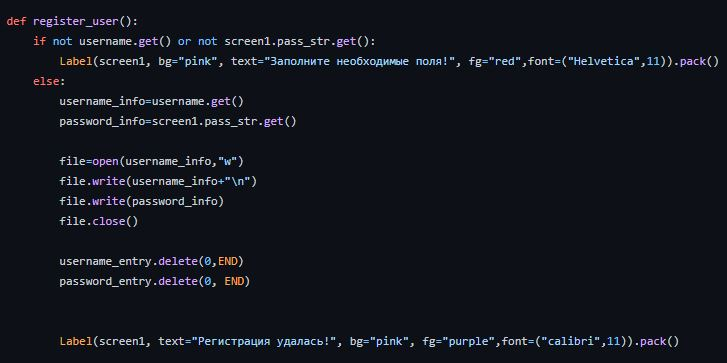 def register_user():
    if not username.get() or not screen1.pass_str.get():
        Label(screen1, bg="pink", text="Заполните необходимые поля!", fg="red",font=("Helvetica",11)).pack()
    else:
        username_info=username.get()
        password_info=screen1.pass_str.get()

        file=open(username_info,"w")
        file.write(username_info+"\n")
        file.write(password_info)
        file.close()

        username_entry.delete(0,END)
        password_entry.delete(0, END)


        Label(screen1, text="Регистрация удалась!", bg="pink", fg="purple",font=("calibri",11)).pack()